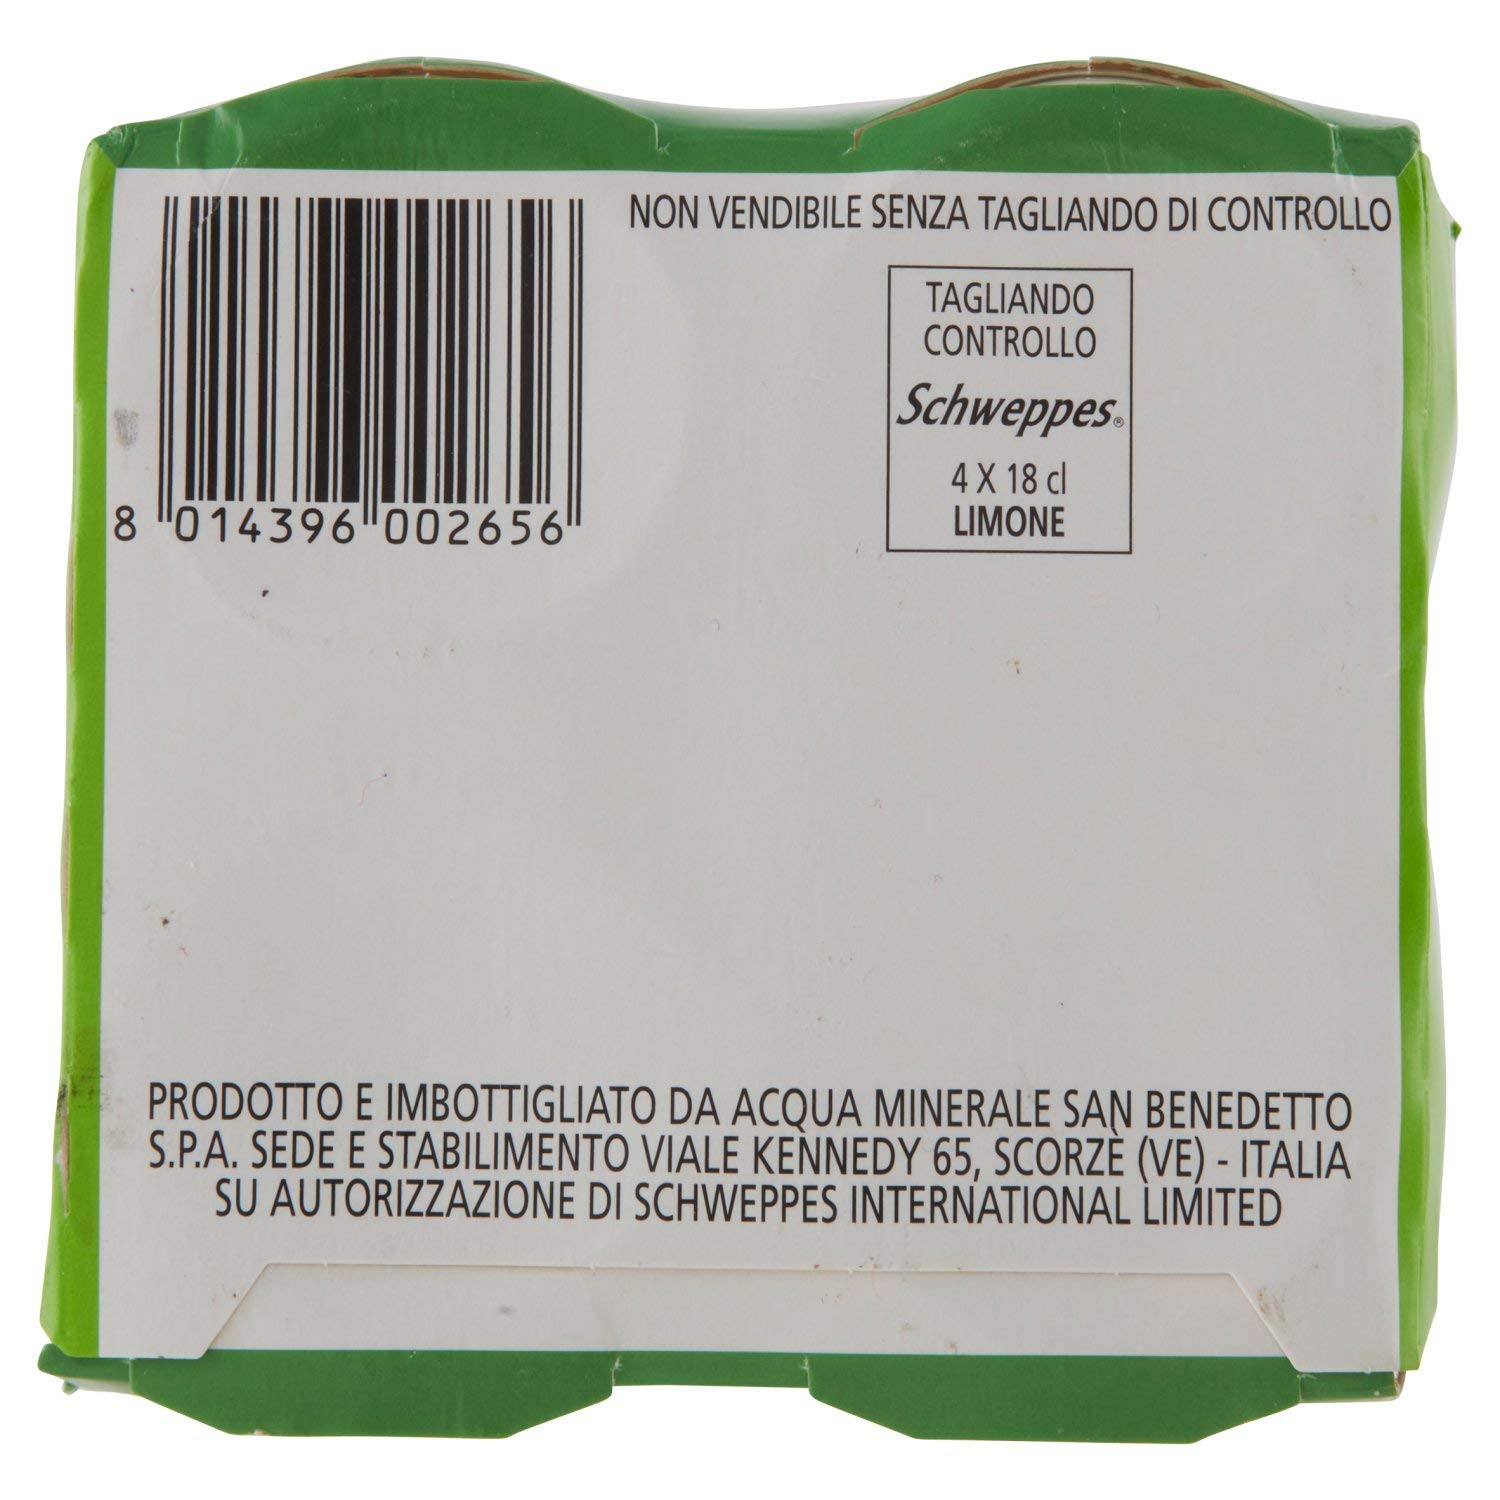 NON VENDIBILE SENZA TAGLIANDO DI CONTROLLO
TAGLIANDO
CONTROLLO
Schweppes®
4 X 18 cl
LIMONE
8 014396 002656
PRODOTTO E IMBOTTIGLIATO DA ACQUA MINERALE SAN BENEDETTO
S.P.A. SEDE E STABILIMENTO VIALE KENNEDY 65, SCORZÈ (VE) - ITALIA
SU AUTORIZZAZIONE DI SCHWEPPES INTERNATIONAL LIMITED